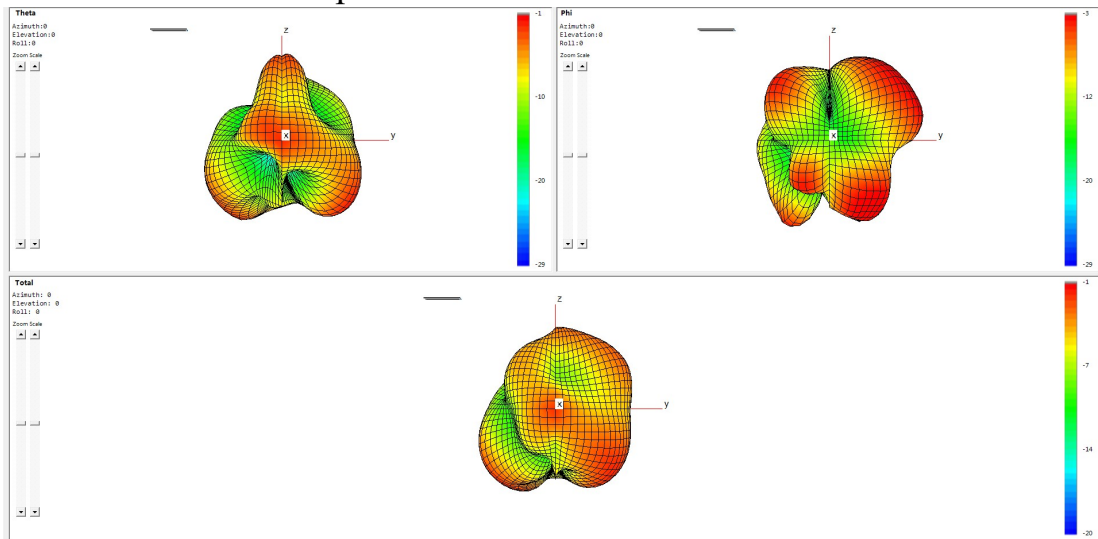 Theta
Azimuth:0
Elevation:0
Roll:0
Zoom Scale
z
x
y
-1
-10
-20
-29
Phi
Azimuth:0
Elevation:0
Roll:0
Zoom Scale
z
x
y
-3
-12
-20
-29
Total
Azimuth: 0
Elevation: 0
Roll: 0
Zoom Scale
z
x
y
-1
-7
-14
-20